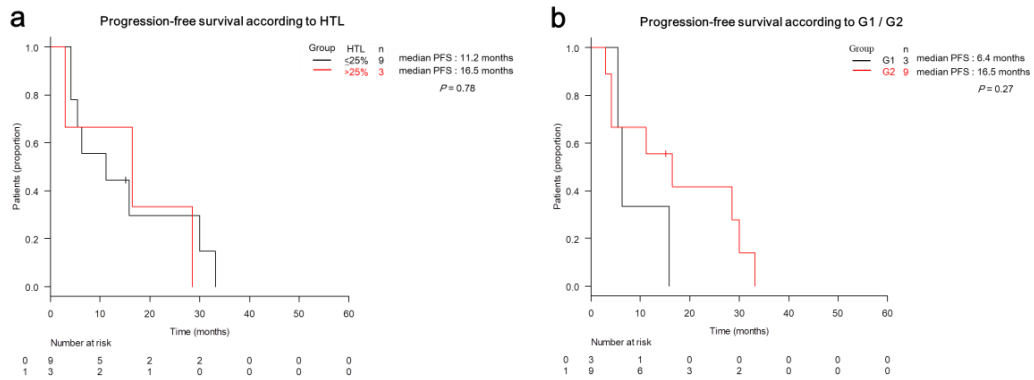 a
Progression-free survival according to HTL
Group HTL n
≤25% 9 median PFS : 11.2 months
>25% 3 median PFS : 16.5 months
P = 0.78
Patients (proportion)
1.0
0.8
0.6
0.4
0.2
0.0
0 10 20 30 40 50 60
Time (months)
Number at risk
0 9 5 2 2 0 0 0
1 3 2 1 0 0 0 0
b
Progression-free survival according to G1 / G2
Group n
G1 3 median PFS : 6.4 months
G2 9 median PFS : 16.5 months
P = 0.27
Patients (proportion)
1.0
0.8
0.6
0.4
0.2
0.0
0 10 20 30 40 50 60
Time (months)
Number at risk
0 3 1 0 0 0 0 0
1 9 6 3 2 0 0 0